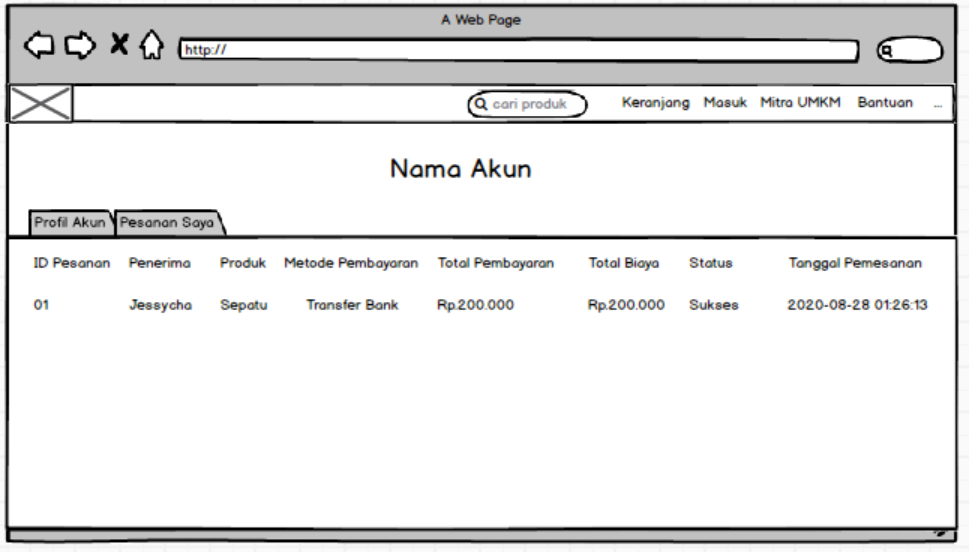 A Web Page
http://
cari produk Keranjang Masuk Mitra UMKM Bantuan ...
Nama Akun
Profil Akun Pesanan Saya
ID Pesanan Penerima Produk Metode Pembayaran Total Pembayaran Total Biaya Status Tanggal Pemesanan
01 Jessycha Sepatu Transfer Bank Rp.200.000 Rp.200.000 Sukses 2020-08-28 01:26:13